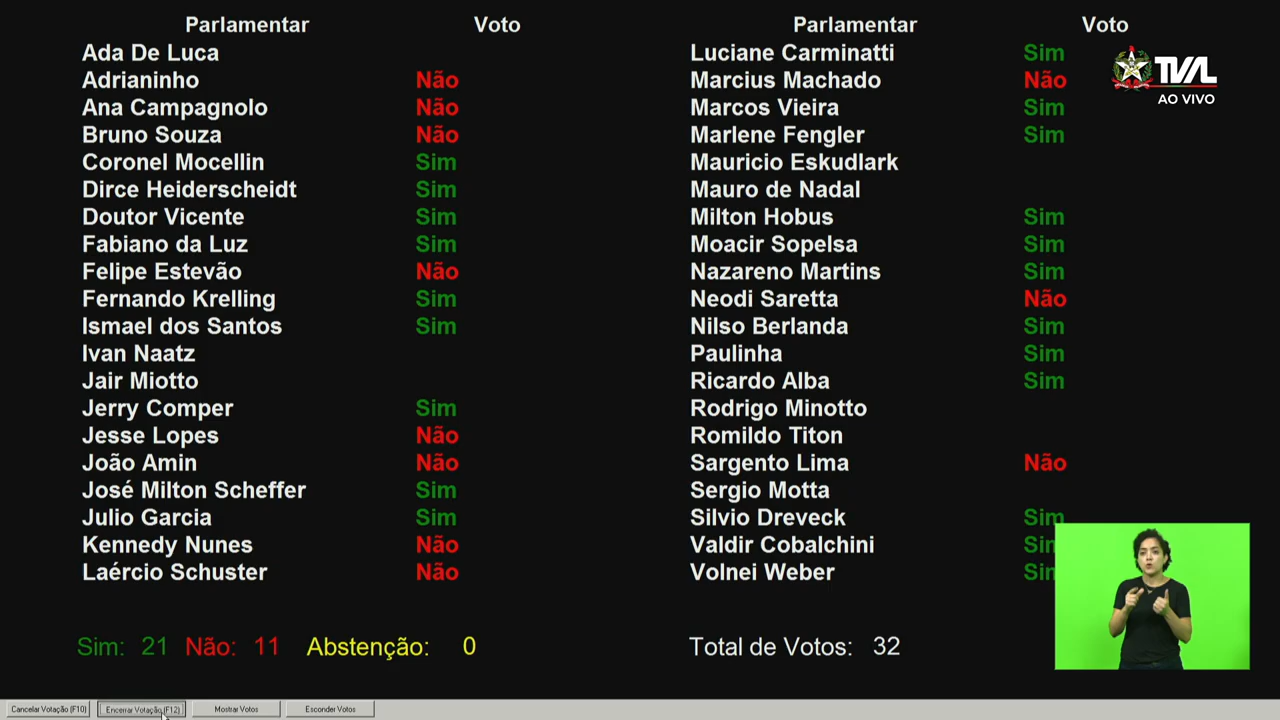 Parlamentar Voto Parlamentar Voto
Ada De Luca Luciane Carminatti Sim
Adrianinho Não Marcius Machado Não
Ana Campagnolo Não Marcos Vieira Sim
Bruno Souza Não Marlene Fengler Sim
Coronel Mocellin Sim Mauricio Eskudlark
Dirce Heiderscheidt Sim Mauro de Nadal
Doutor Vicente Sim Milton Hobus Sim
Fabiano da Luz Sim Moacir Sopelsa Sim
Felipe Estevão Não Nazareno Martins Sim
Fernando Krelling Sim Neodi Saretta Não
Ismael dos Santos Sim Nilso Berlanda Sim
Ivan Naatz Paulinha Sim
Jair Miotto Ricardo Alba Sim
Jerry Comper Sim Rodrigo Minotto
Jesse Lopes Não Romildo Titon
João Amin Não Sargento Lima Não
José Milton Scheffer Sim Sergio Motta
Julio Garcia Sim Silvio Dreveck Sim
Kennedy Nunes Não Valdir Cobalchini Sim
Laércio Schuster Não Volnei Weber Sim
Sim: 21 Não: 11 Abstenção: 0 Total de Votos: 32
TVAL
AO VIVO
Cancelar Votação (F10) Encerrar Votação (F12) Mostrar Votos Esconder Votos